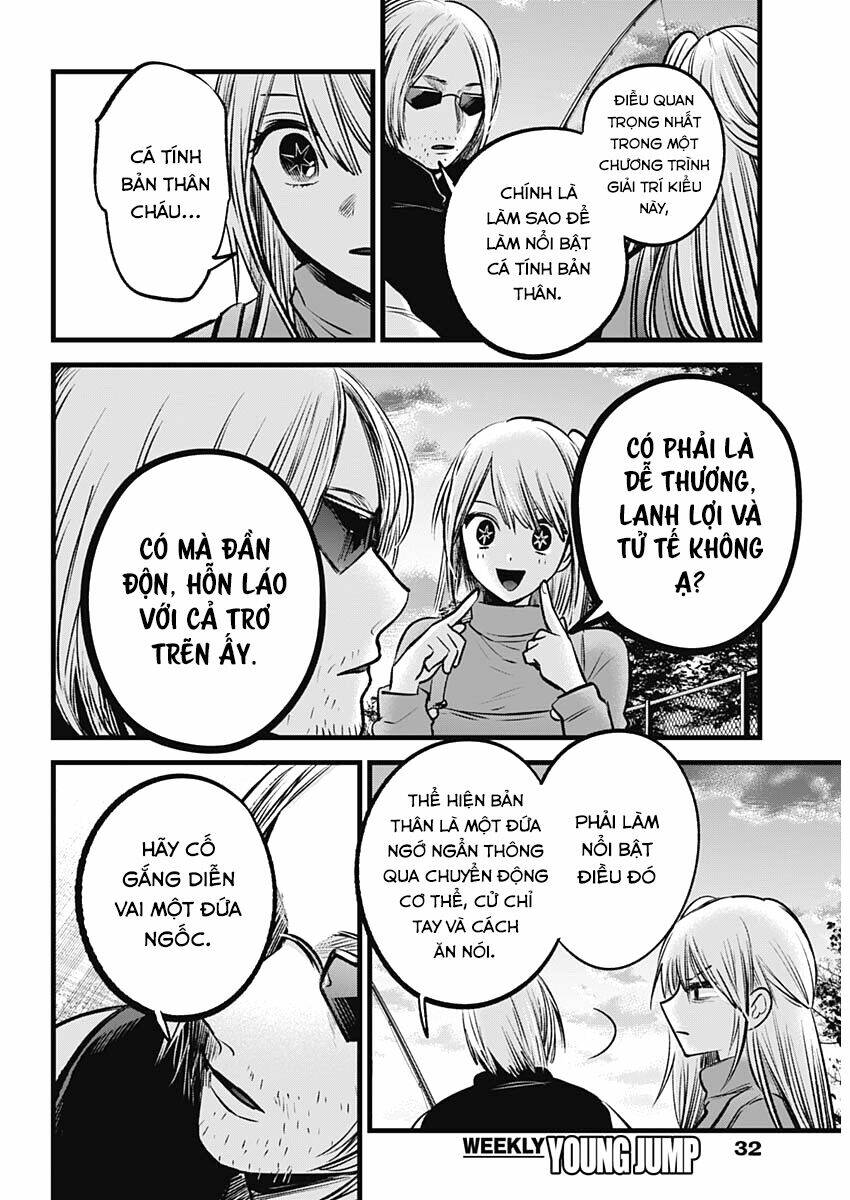 ĐIỀU QUAN
TRỌNG NHẤT
TRONG MỘT
CHƯƠNG TRÌNH
GIẢI TRÍ KIỂU
NÀY,
CHÍNH LÀ
LÀM SAO ĐỂ
LÀM NỔI BẬT
CÁ TÍNH BẢN
THÂN.
CÁ TÍNH
BẢN THÂN
CHÁU...
CÓ PHẢI LÀ
DỄ THƯƠNG,
LANH LỢI VÀ
TỬ TẾ KHÔNG
Ạ?
CÓ MÀ ĐẦN
ĐỘN, HỖN LÁO
VỚI CẢ TRƠ
TRẼN ẤY.
PHẢI LÀM
NỔI BẬT
ĐIỀU ĐÓ
THỂ HIỆN BẢN
THÂN LÀ MỘT ĐỨA
NGỚ NGẨN THÔNG
QUA CHUYỂN ĐỘNG
CƠ THỂ, CỬ CHỈ
TAY VÀ CÁCH
ĂN NÓI.
HÃY CỐ
GẮNG DIỄN
VAI MỘT ĐỨA
NGỐC.
WEEKLY YOUNG JUMP 32